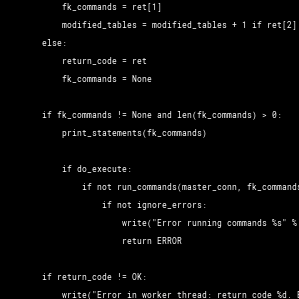 fk_commands = ret[1]
modified_tables = modified_tables + 1 if ret[2]
else:
return_code = ret
fk_commands = None
if fk_commands != None and len(fk_commands) > 0:
print_statements(fk_commands)
if do_execute:
if not run_commands(master_conn, fk_commands
if not ignore_errors:
write("Error running commands %s" %
return ERROR
if return_code != OK:
write("Error in worker thread: return code %d.